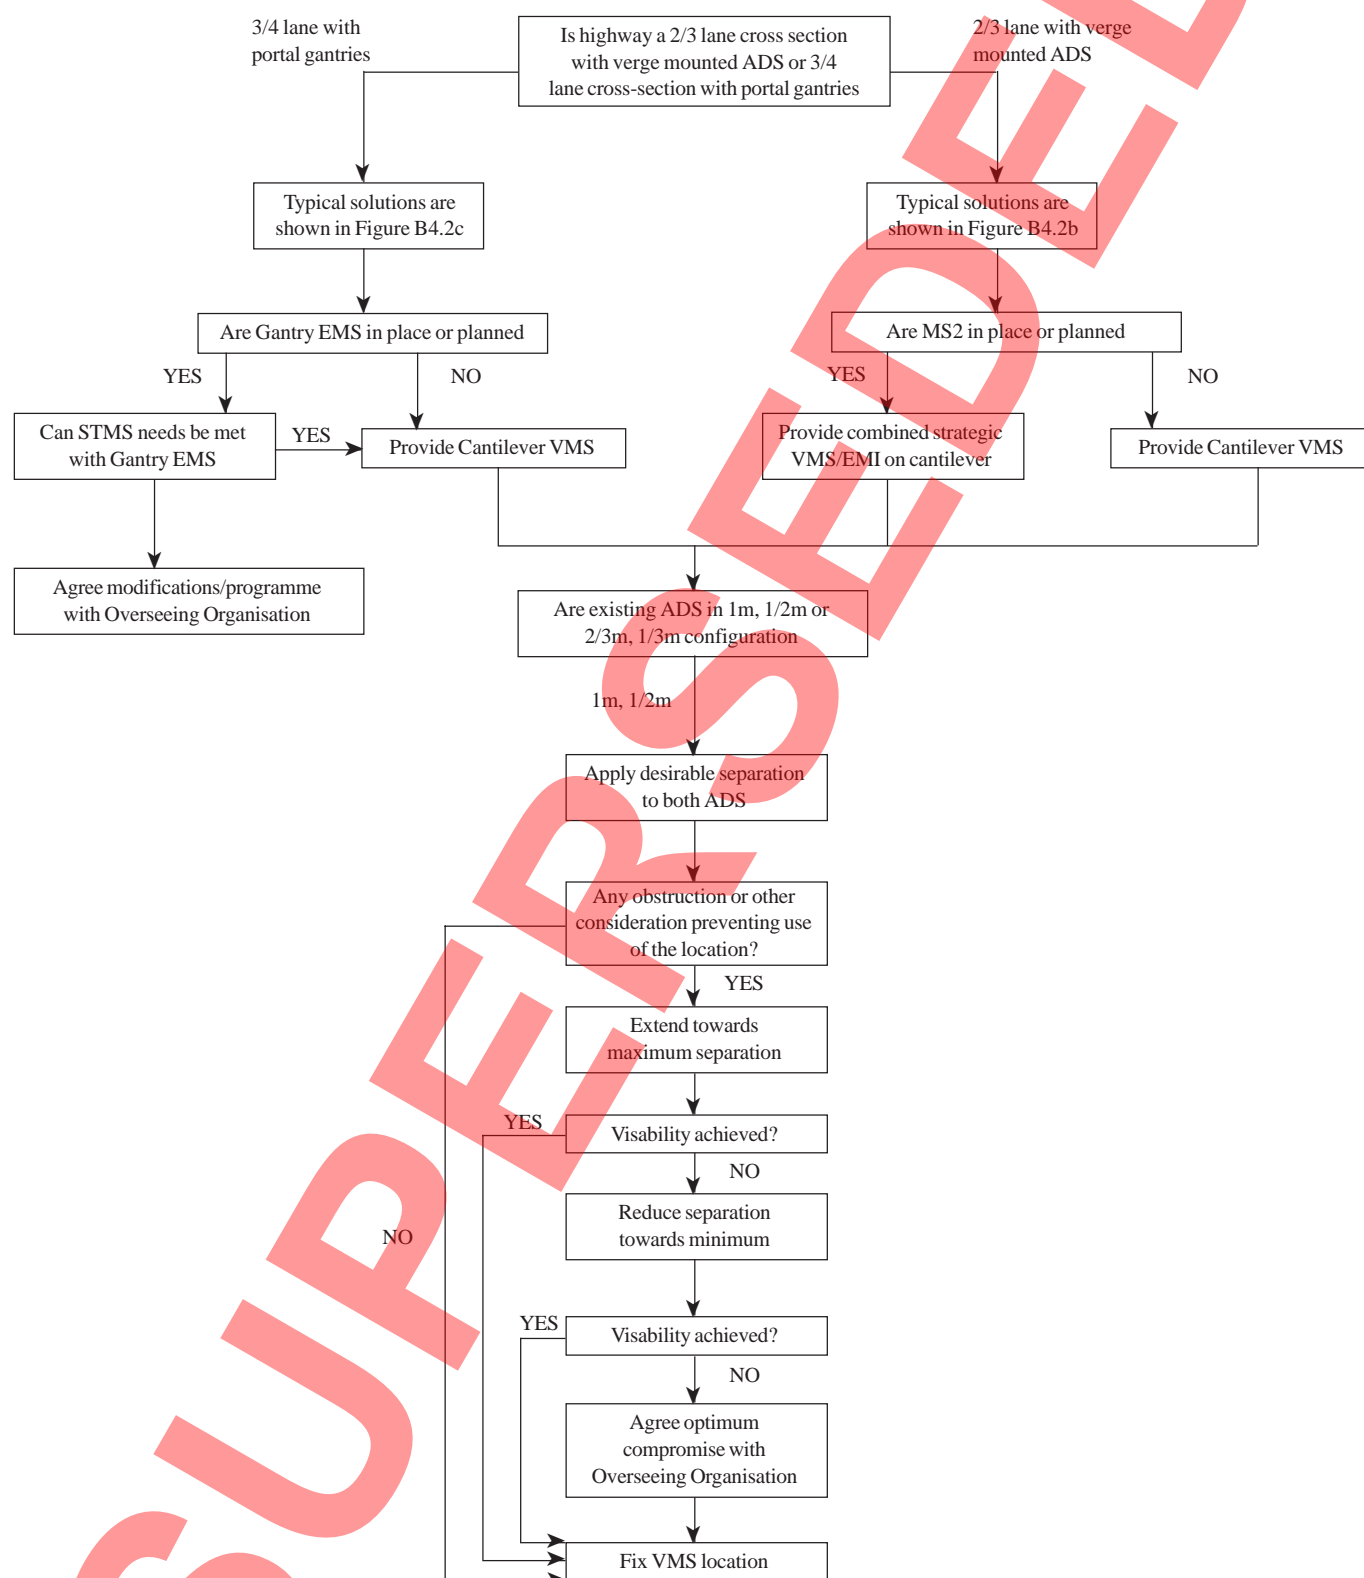 3/4 lane with
portal gantries
Is highway a 2/3 lane cross section
with verge mounted ADS or 3/4
lane cross-section with portal gantries
2/3 lane with verge
mounted ADS
Typical solutions are
shown in Figure B4.2c
Typical solutions are
shown in Figure B4.2b
Are Gantry EMS in place or planned
Are MS2 in place or planned
YES
NO
YES
NO
Can STMS needs be met
with Gantry EMS
YES
Provide Cantilever VMS
Provide combined strategic
VMS/EMI on cantilever
Provide Cantilever VMS
Agree modifications/programme
with Overseeing Organisation
Are existing ADS in 1m, 1/2m or
2/3m, 1/3m configuration
1m, 1/2m
Apply desirable separation
to both ADS
Any obstruction or other
consideration preventing use
of the location?
YES
Extend towards
maximum separation
YES
Visability achieved?
NO
Reduce separation
towards minimum
NO
YES
Visability achieved?
NO
Agree optimum
compromise with
Overseeing Organisation
Fix VMS location
SUPERSEDED